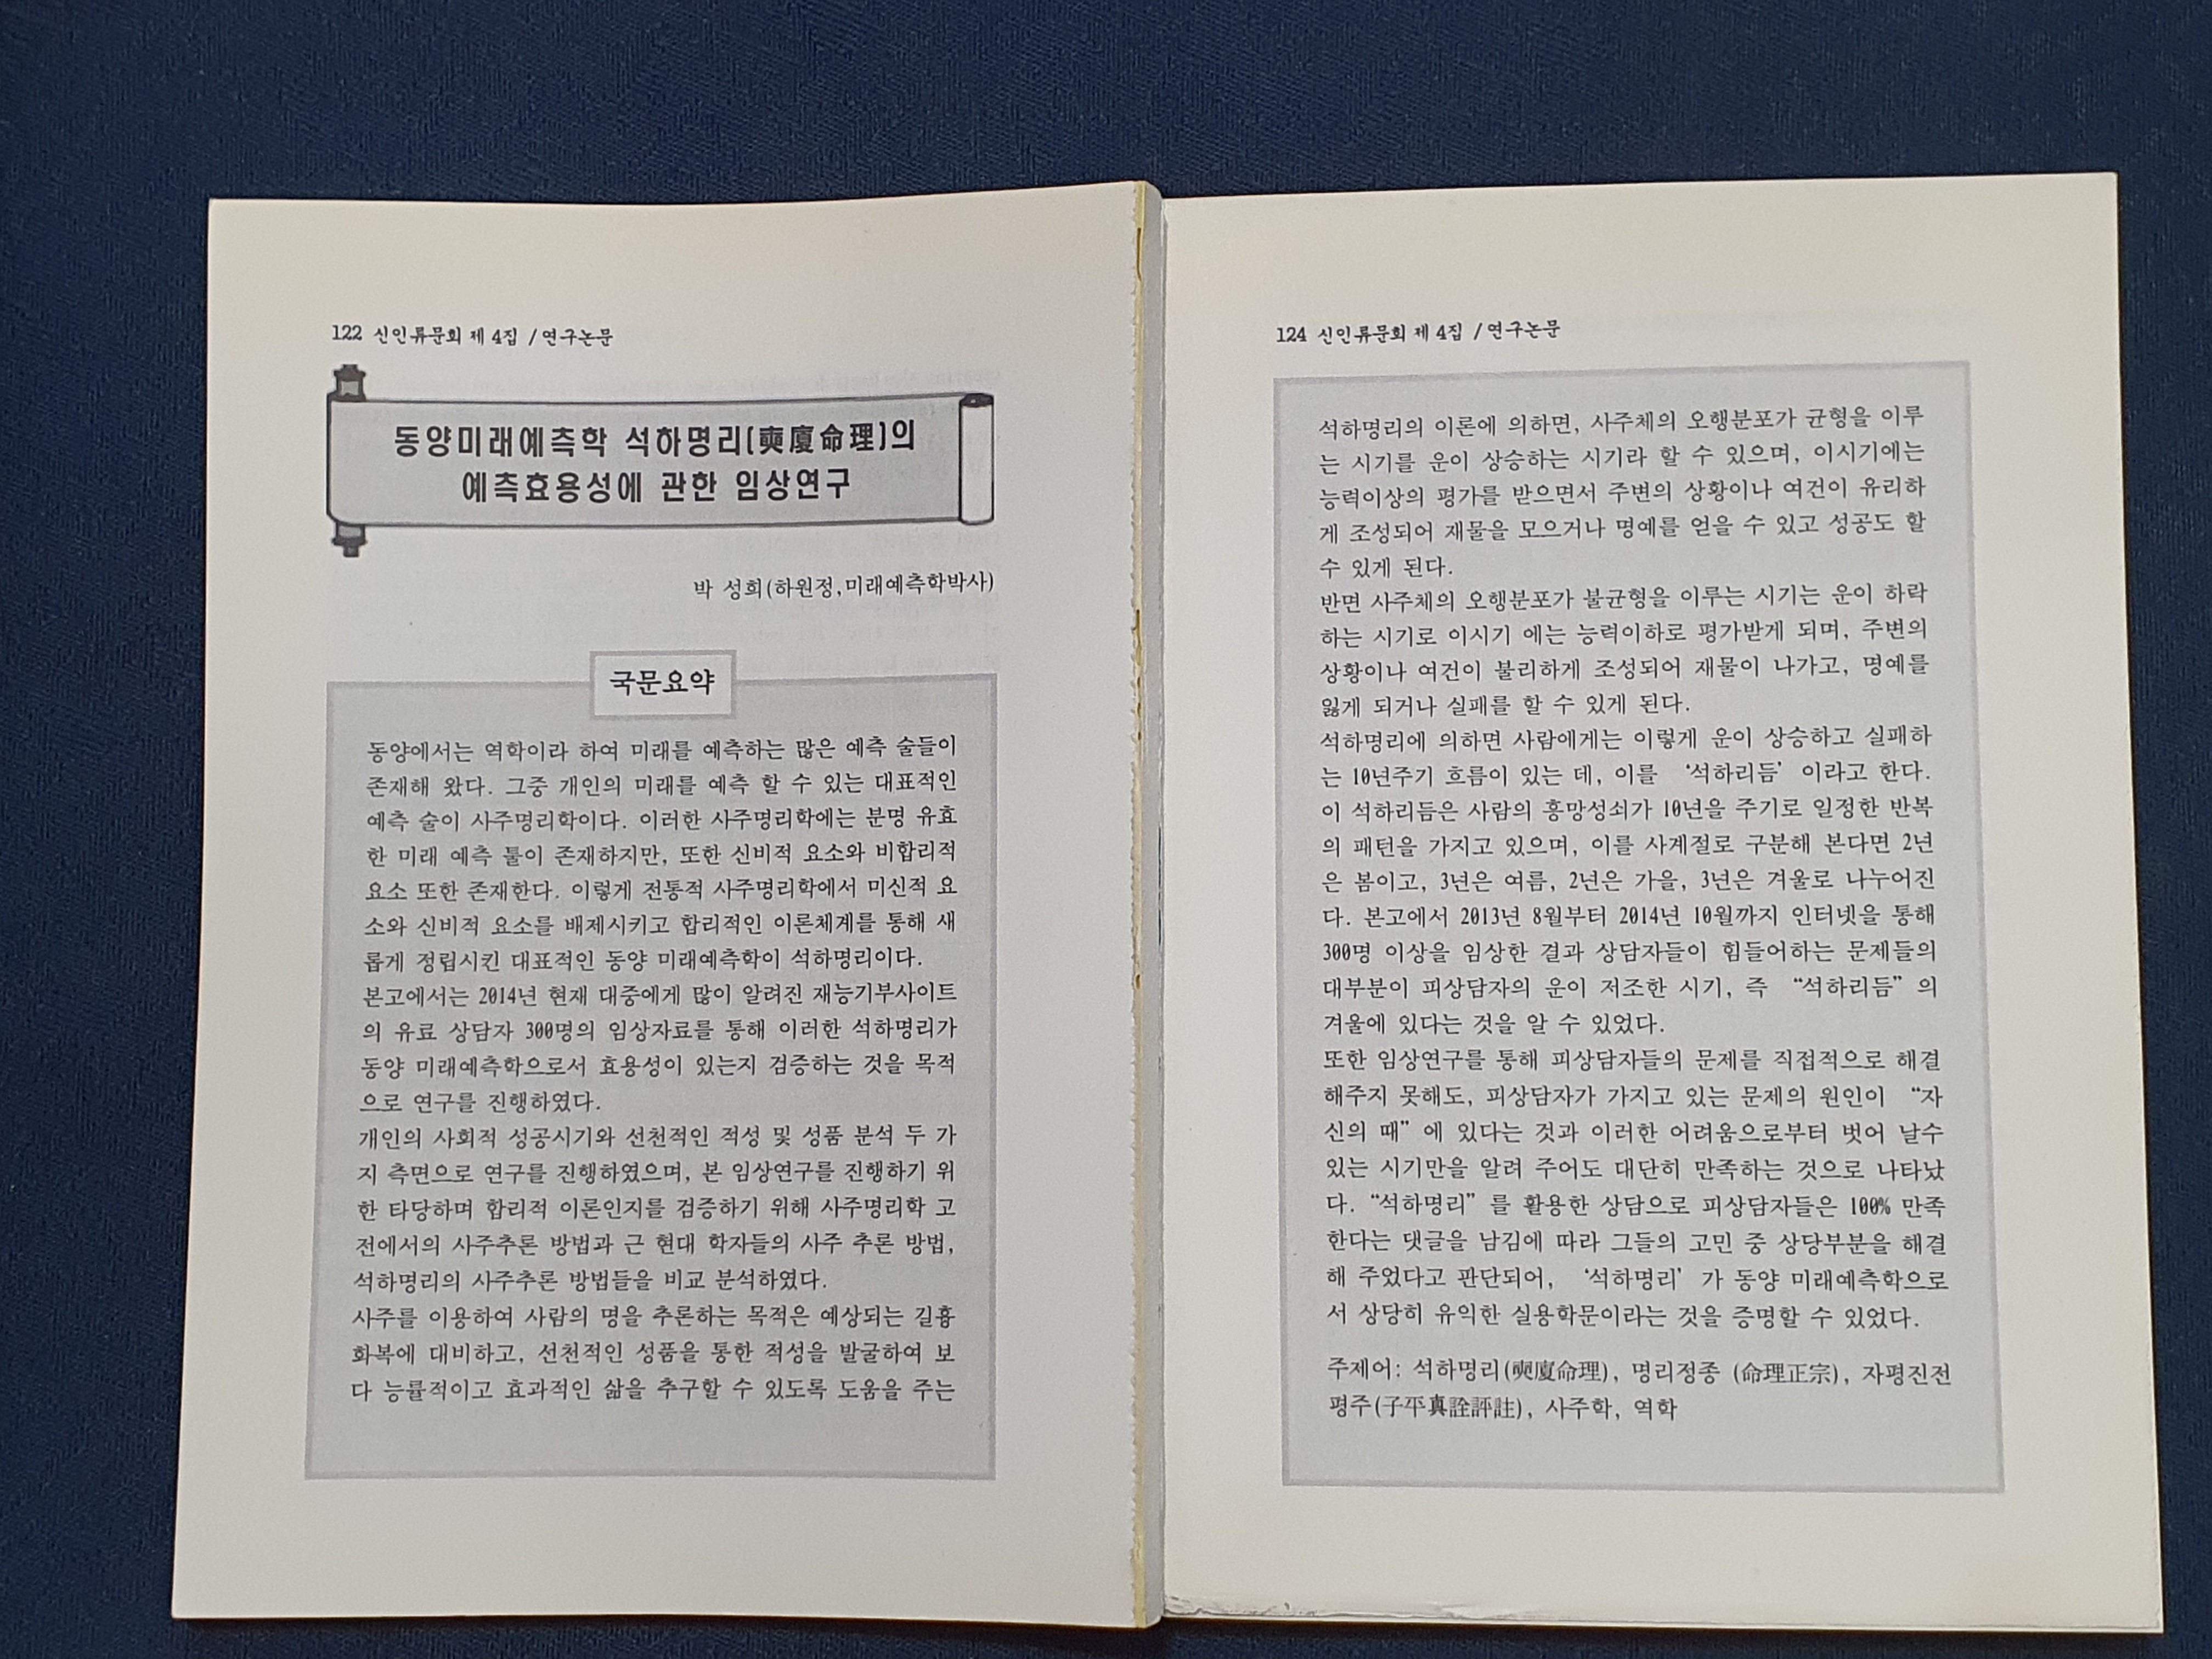 122 신인류문회 제 4집 /연구논문
동양미래예측학 석하명리(奭廈命理)의
예측효용성에 관한 임상연구
박 성희(하원정,미래예측학박사)
국문요약
동양에서는 역학이라 하여 미래를 예측하는 많은 예측 술들이
존재해 왔다. 그중 개인의 미래를 예측 할 수 있는 대표적인
예측 술이 사주명리학이다. 이러한 사주명리학에는 분명 유효
한 미래 예측 툴이 존재하지만, 또한 신비적 요소와 비합리적
요소 또한 존재한다. 이렇게 전통적 사주명리학에서 미신적 요
소와 신비적 요소를 배제시키고 합리적인 이론체계를 통해 새
롭게 정립시킨 대표적인 동양 미래예측학이 석하명리이다.
본고에서는 2014년 현재 대중에게 많이 알려진 재능기부사이트
의 유료 상담자 300명의 임상자료를 통해 이러한 석하명리가
동양 미래예측학으로서 효용성이 있는지 검증하는 것을 목적
으로 연구를 진행하였다.
개인의 사회적 성공시기와 선천적인 적성 및 성품 분석 두 가
지 측면으로 연구를 진행하였으며, 본 임상연구를 진행하기 위
한 타당하며 합리적 이론인지를 검증하기 위해 사주명리학 고
전에서의 사주추론 방법과 근 현대 학자들의 사주 추론 방법,
석하명리의 사주추론 방법들을 비교 분석하였다.
사주를 이용하여 사람의 명을 추론하는 목적은 예상되는 길흉
화복에 대비하고, 선천적인 성품을 통한 적성을 발굴하여 보
다 능률적이고 효과적인 삶을 추구할 수 있도록 도움을 주는
124 신인류문회 제 4집 /연구논문
석하명리의 이론에 의하면, 사주체의 오행분포가 균형을 이루
는 시기를 운이 상승하는 시기라 할 수 있으며, 이시기에는
능력이상의 평가를 받으면서 주변의 상황이나 여건이 유리하
게 조성되어 재물을 모으거나 명예를 얻을 수 있고 성공도 할
수 있게 된다.
반면 사주체의 오행분포가 불균형을 이루는 시기는 운이 하락
하는 시기로 이시기 에는 능력이하로 평가받게 되며, 주변의
상황이나 여건이 불리하게 조성되어 재물이 나가고, 명예를
잃게 되거나 실패를 할 수 있게 된다.
석하명리에 의하면 사람에게는 이렇게 운이 상승하고 실패하
는 10년주기 흐름이 있는 데, 이를 ‘석하리듬’ 이라고 한다.
이 석하리듬은 사람의 흥망성쇠가 10년을 주기로 일정한 반복
의 패턴을 가지고 있으며, 이를 사계절로 구분해 본다면 2년
은 봄이고, 3년은 여름, 2년은 가을, 3년은 겨울로 나누어진
다. 본고에서 2013년 8월부터 2014년 10월까지 인터넷을 통해
300명 이상을 임상한 결과 상담자들이 힘들어하는 문제들의
대부분이 피상담자의 운이 저조한 시기, 즉 “석하리듬” 의
겨울에 있다는 것을 알 수 있었다.
또한 임상연구를 통해 피상담자들의 문제를 직접적으로 해결
해주지 못해도, 피상담자가 가지고 있는 문제의 원인이 “자
신의 때” 에 있다는 것과 이러한 어려움으로부터 벗어 날수
있는 시기만을 알려 주어도 대단히 만족하는 것으로 나타났
다. “석하명리” 를 활용한 상담으로 피상담자들은 100% 만족
한다는 댓글을 남김에 따라 그들의 고민 중 상당부분을 해결
해 주었다고 판단되어, ‘석하명리’ 가 동양 미래예측학으로
서 상당히 유익한 실용학문이라는 것을 증명할 수 있었다.
주제어: 석하명리(奭廈命理), 명리정종 (命理正宗), 자평진전
평주(子平真詮評註), 사주학, 역학